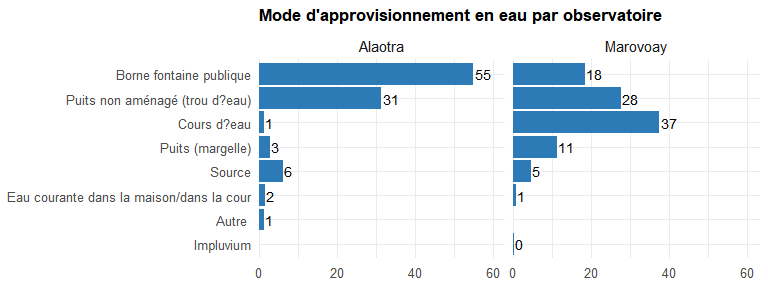 Mode d'approvisionnement en eau par observatoire
Alaotra Marovoay
Borne fontaine publique 55 18
Puits non aménagé (trou d?eau) 31 28
Cours d?eau 1 37
Puits (margelle) 3 11
Source 6 5
Eau courante dans la maison/dans la cour 2 1
Autre 1
Impluvium 0
0 20 40 60 0 20 40 60